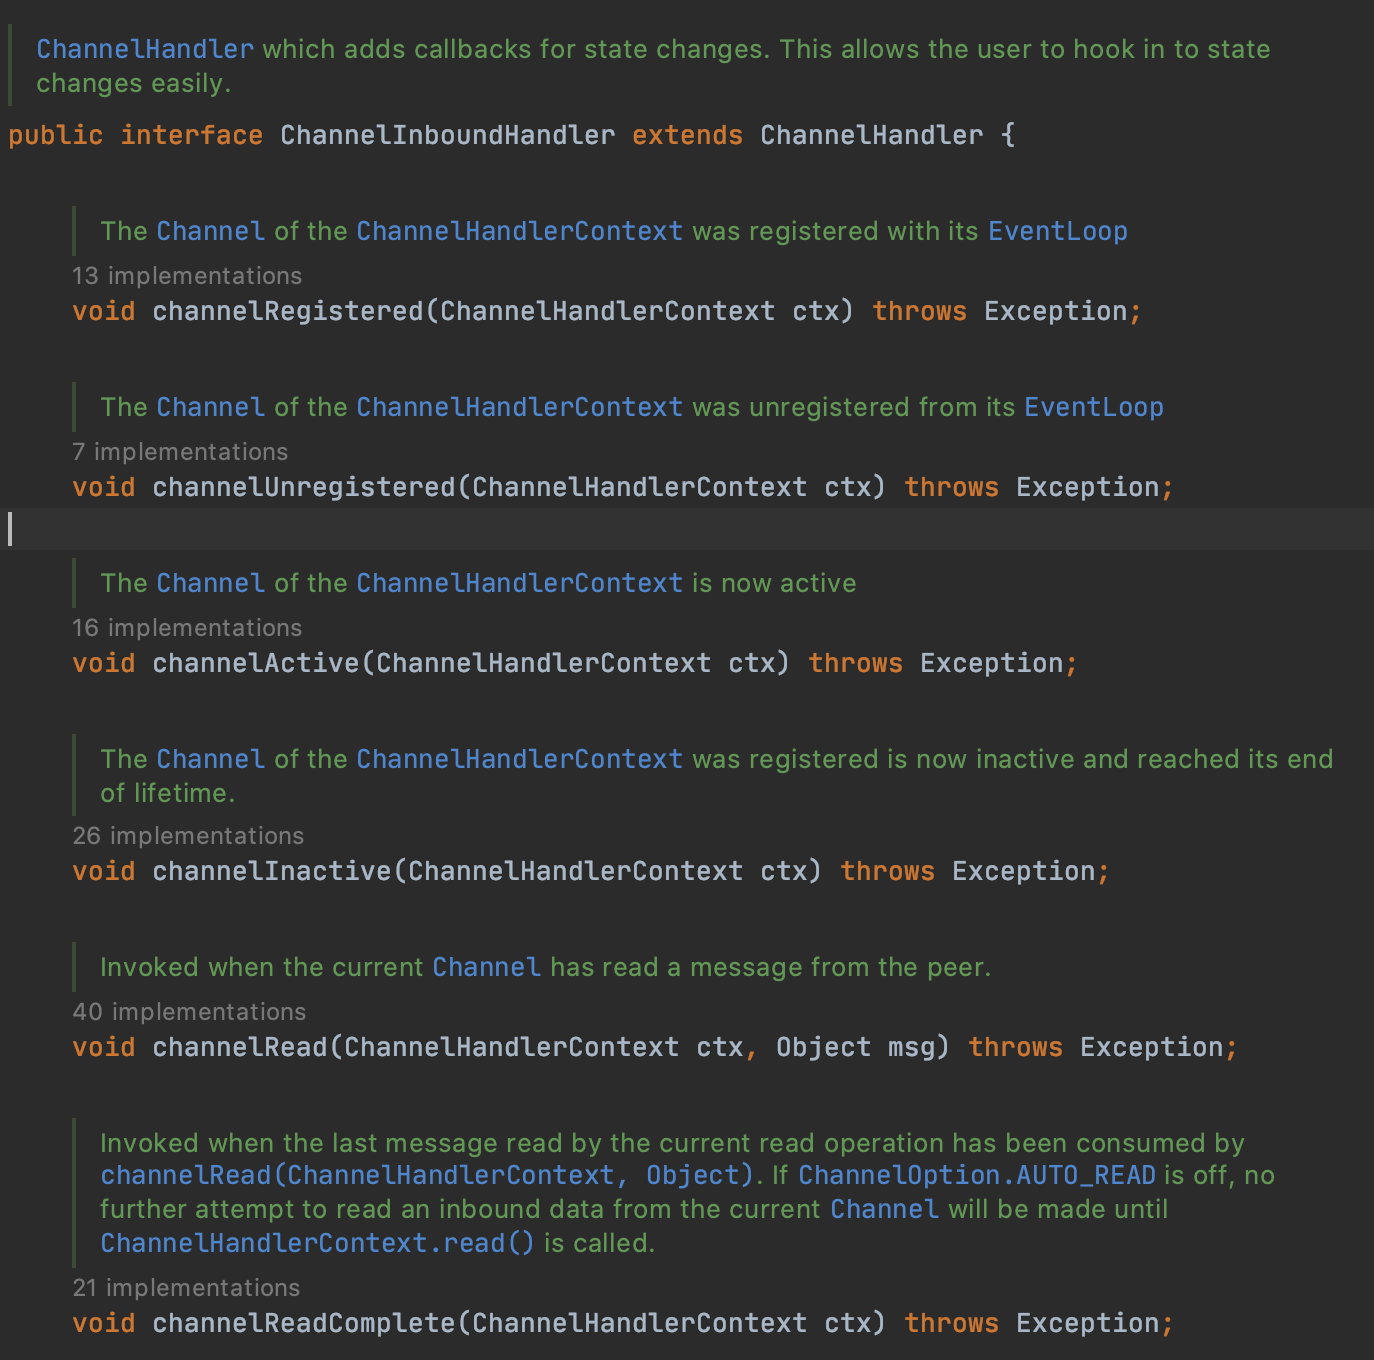 ChannelHandler which adds callbacks for state changes. This allows the user to hook in to state
changes easily.
public interface ChannelInboundHandler extends ChannelHandler {
The Channel of the ChannelHandlerContext was registered with its EventLoop
13 implementations
void channelRegistered(ChannelHandlerContext ctx) throws Exception;
The Channel of the ChannelHandlerContext was unregistered from its EventLoop
7 implementations
void channelUnregistered(ChannelHandlerContext ctx) throws Exception;
The Channel of the ChannelHandlerContext is now active
16 implementations
void channelActive(ChannelHandlerContext ctx) throws Exception;
The Channel of the ChannelHandlerContext was registered is now inactive and reached its end
of lifetime.
26 implementations
void channelInactive(ChannelHandlerContext ctx) throws Exception;
Invoked when the current Channel has read a message from the peer.
40 implementations
void channelRead(ChannelHandlerContext ctx, Object msg) throws Exception;
Invoked when the last message read by the current read operation has been consumed by
channelRead(ChannelHandlerContext, Object). If ChannelOption.AUTO_READ is off, no
further attempt to read an inbound data from the current Channel will be made until
ChannelHandlerContext.read() is called.
21 implementations
void channelReadComplete(ChannelHandlerContext ctx) throws Exception;